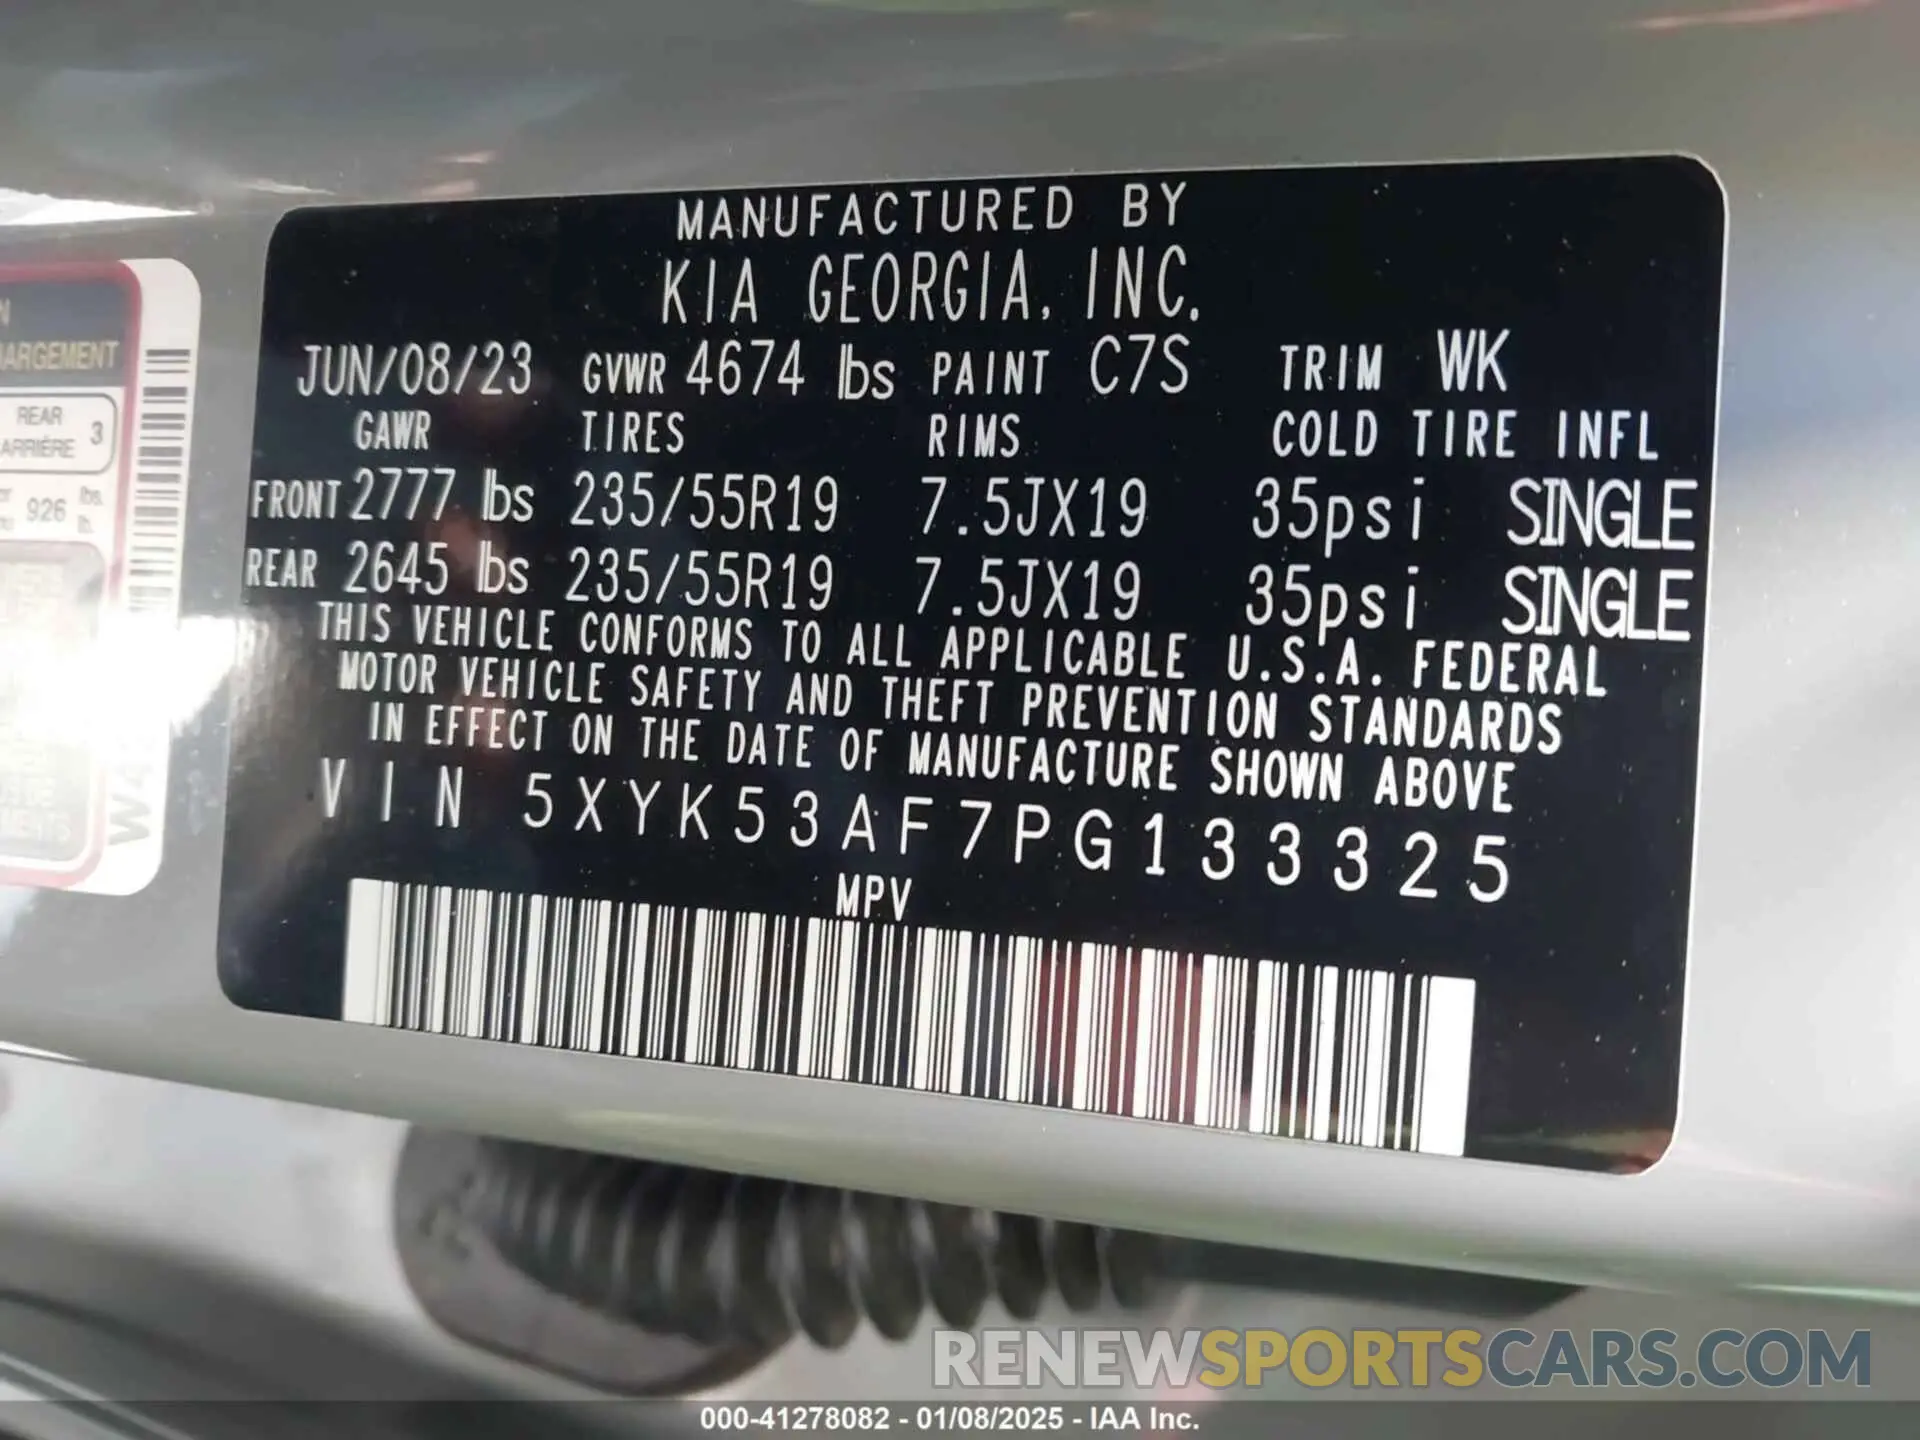 MANUFACTURED BY
KIA GEORGIA, INC.
JUN/08/23 GVWR 4674 lbs PAINT C7S TRIM WK
GAWR TIRES RIMS COLD TIRE INFL
FRONT 2777 lbs 235/55R19 7.5JX19 35psi SINGLE
REAR 2645 lbs 235/55R19 7.5JX19 35psi SINGLE
THIS VEHICLE CONFORMS TO ALL APPLICABLE U.S.A. FEDERAL
MOTOR VEHICLE SAFETY AND THEFT PREVENTION STANDARDS
IN EFFECT ON THE DATE OF MANUFACTURE SHOWN ABOVE
VIN 5XYK53AF7PG133325
MPV
REAR
ARRIÈRE 3
926 lbs.
lb.
RENEWSPORTSCARS.COM
000-41278082 - 01/08/2025 - IAA Inc.